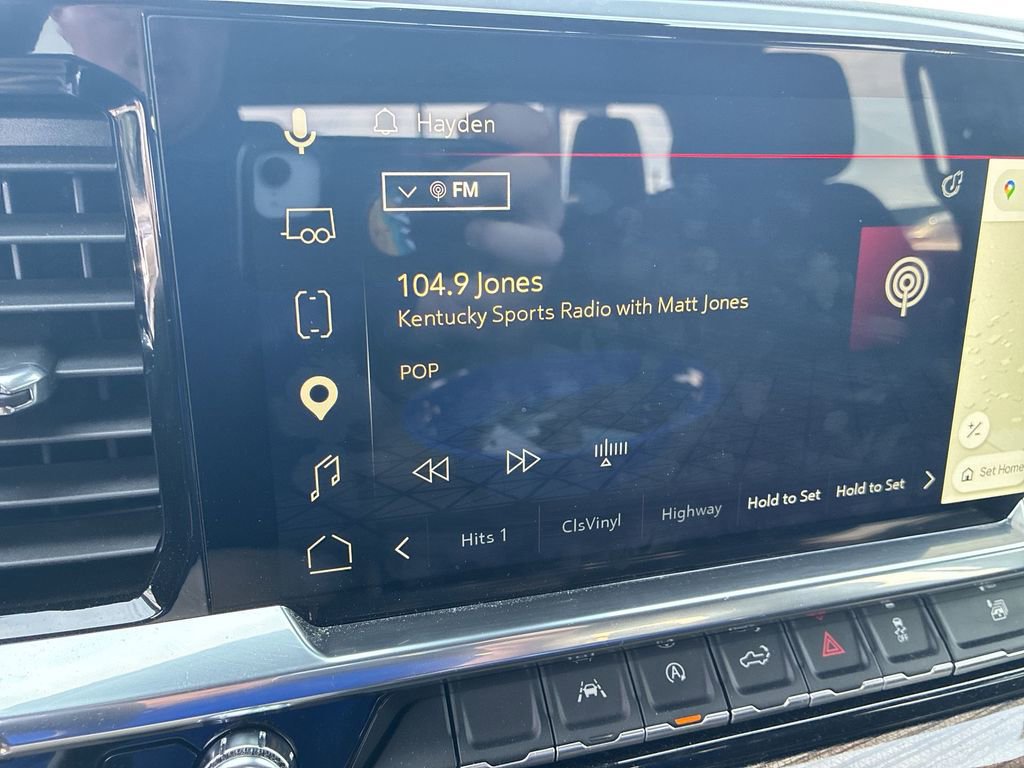 Hayden
FM
104.9 Jones
Kentucky Sports Radio with Matt Jones
POP
Hits 1
ClsVinyl
Highway
Hold to Set
Hold to Set
Set Home
A